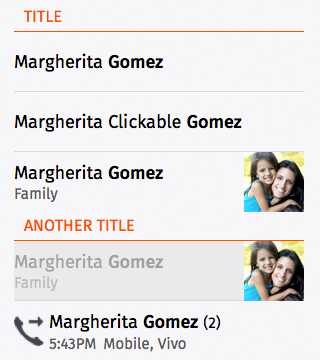 TITLE
Margherita Gomez
Margherita Clickable Gomez
Margherita Gomez
Family
ANOTHER TITLE
Margherita Gomez
Family
Margherita Gomez (2)
5:43PM Mobile, Vivo